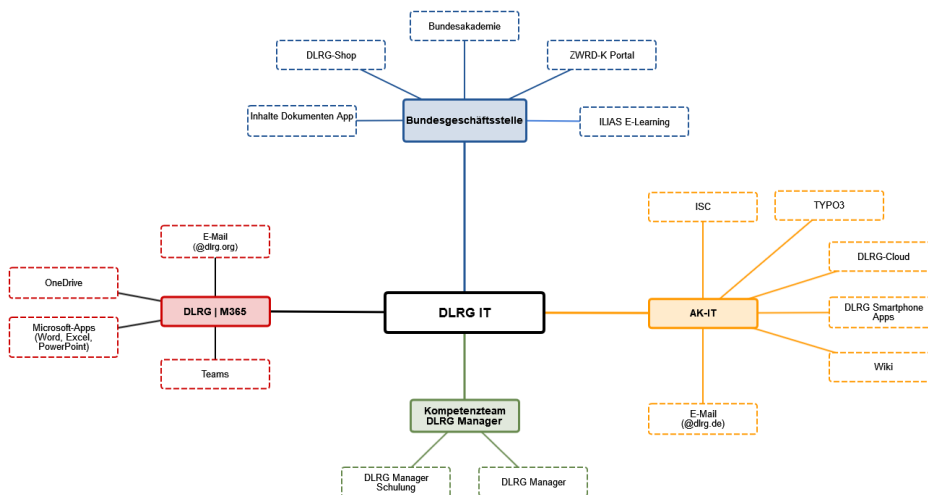 Bundesakademie
DLRG-Shop
ZWRD-K Portal
Inhalte Dokumenten App
Bundesgeschäftsstelle
ILIAS E-Learning
ISC
TYPO3
E-Mail
(@dlrg.org)
DLRG-Cloud
OneDrive
DLRG | M365
DLRG IT
AK-IT
DLRG Smartphone
Apps
Microsoft-Apps
(Word, Excel,
PowerPoint)
Teams
Wiki
Kompetenzteam
DLRG Manager
E-Mail
(@dlrg.de)
DLRG Manager
Schulung
DLRG Manager